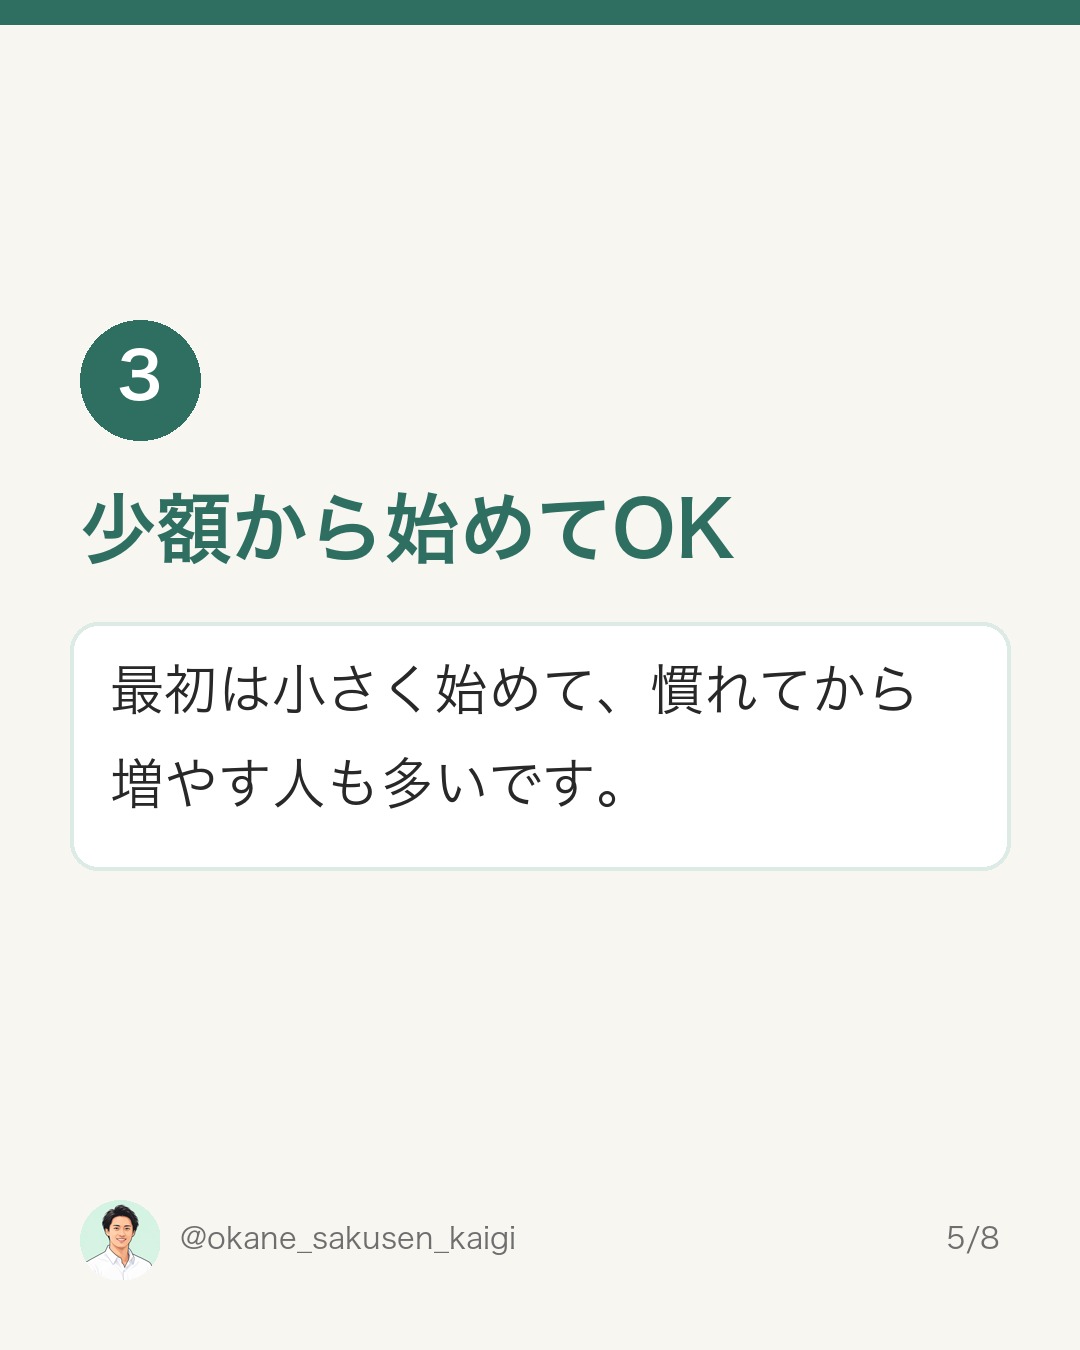 3
少額から始めてOK
最初は小さく始めて、慣れてから
増やす人も多いです。
@okane_sakusen_kaigi
5/8